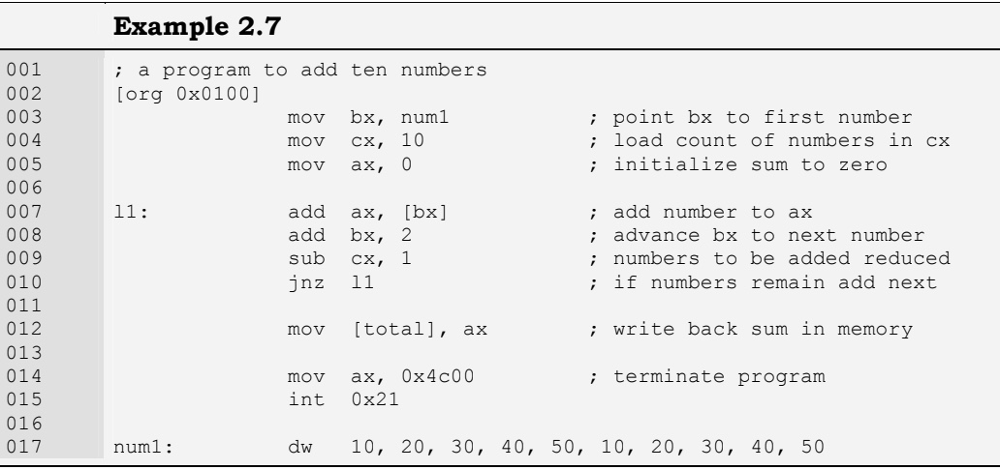 Example 2.7
001 ; a program to add ten numbers
002 [org 0x0100]
003 mov bx, num1 ; point bx to first number
004 mov cx, 10 ; load count of numbers in cx
005 mov ax, 0 ; initialize sum to zero
006
007 l1: add ax, [bx] ; add number to ax
008 add bx, 2 ; advance bx to next number
009 sub cx, 1 ; numbers to be added reduced
010 jnz l1 ; if numbers remain add next
011
012 mov [total], ax ; write back sum in memory
013
014 mov ax, 0x4c00 ; terminate program
015 int 0x21
016
017 num1: dw 10, 20, 30, 40, 50, 10, 20, 30, 40, 50